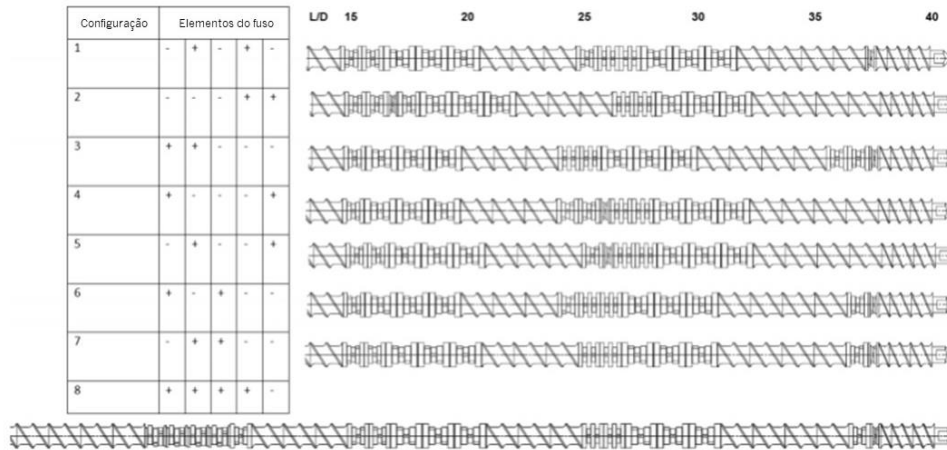 Configuração Elementos do fuso L/D 15 20 25 30 35 40
1 - + - + -
2 - - - + +
3 + + - - -
4 + - - - +
5 - + - - +
6 + - + - -
7 - + + - -
8 + + + + -